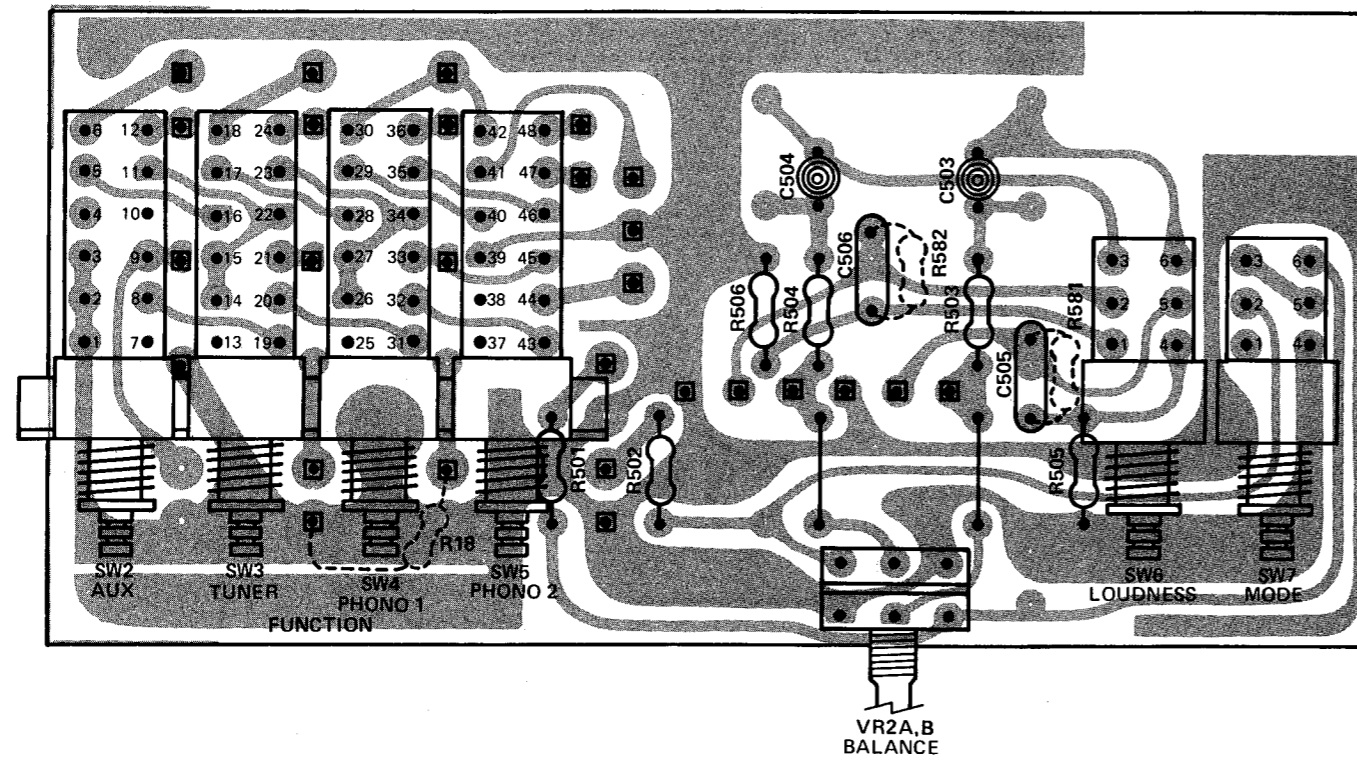 6 12 18 24 30 36 42 48
5 11 17 23 29 35 41 47
4 10 16 22 28 34 40 46
3 9 15 21 27 33 39 45
2 8 14 20 26 32 38 44
1 7 13 19 25 31 37 43
C504
C503
C506
R582
R506
R504
R503
R581
C505
3 6 3 6
2 5 2 5
1 4 1 4
R501
R502
R505
R18
SW2
AUX
SW3
TUNER
SW4
PHONO 1
SW5
PHONO 2
FUNCTION
SW6
LOUDNESS
SW7
MODE
VR2A,B
BALANCE